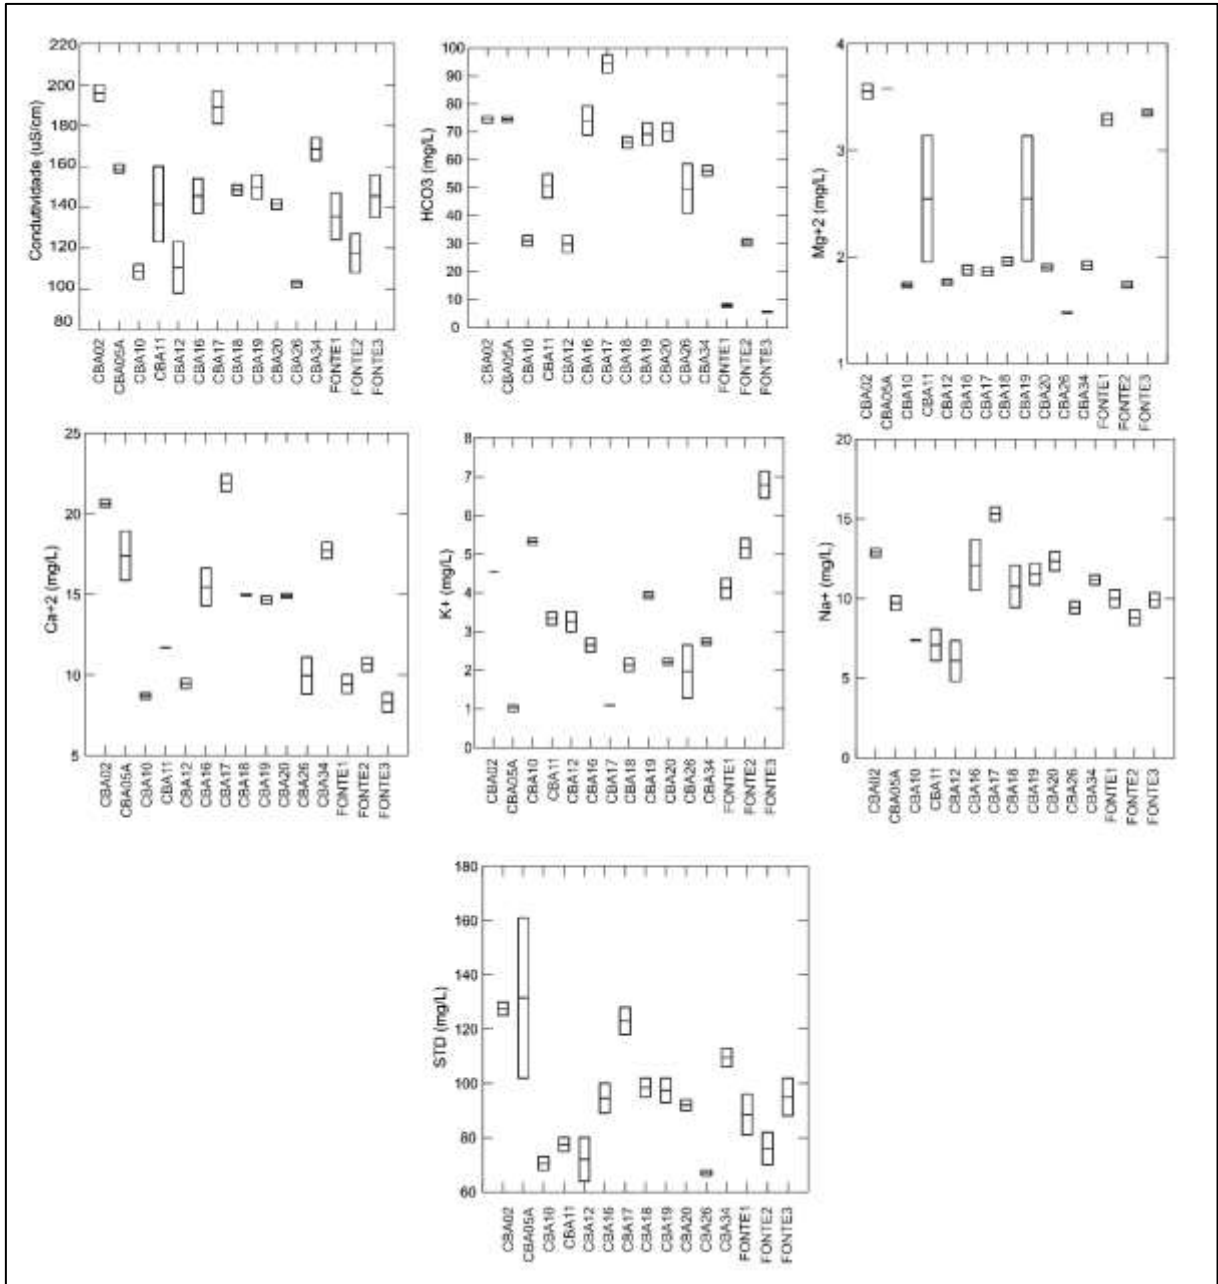 Condutividade (uS/cm)
220
200
180
160
140
120
100
80
CBA02
CBA05A
CBA10
CBA11
CBA12
CBA16
CBA17
CBA18
CBA19
CBA20
CBA26
CBA34
FONTE1
FONTE2
FONTE3
HCO3 (mg/L)
100
90
80
70
60
50
40
30
20
10
0
CBA02
CBA05A
CBA10
CBA11
CBA12
CBA16
CBA17
CBA18
CBA19
CBA20
CBA26
CBA34
FONTE1
FONTE2
FONTE3
Mg+2 (mg/L)
4
3
2
1
CBA02
CBA05A
CBA10
CBA11
CBA12
CBA16
CBA17
CBA18
CBA19
CBA20
CBA26
CBA34
FONTE1
FONTE2
FONTE3
Ca+2 (mg/L)
25
20
15
10
5
CBA02
CBA05A
CBA10
CBA11
CBA12
CBA16
CBA17
CBA18
CBA19
CBA20
CBA26
CBA34
FONTE1
FONTE2
FONTE3
K+ (mg/L)
8
7
6
5
4
3
2
1
0
CBA02
CBA05A
CBA10
CBA11
CBA12
CBA16
CBA17
CBA18
CBA19
CBA20
CBA26
CBA34
FONTE1
FONTE2
FONTE3
Na+ (mg/L)
20
15
10
5
0
CBA02
CBA05A
CBA10
CBA11
CBA12
CBA16
CBA17
CBA18
CBA19
CBA20
CBA26
CBA34
FONTE1
FONTE2
FONTE3
STD (mg/L)
180
160
140
120
100
80
60
CBA02
CBA05A
CBA10
CBA11
CBA12
CBA16
CBA17
CBA18
CBA19
CBA20
CBA26
CBA34
FONTE1
FONTE2
FONTE3